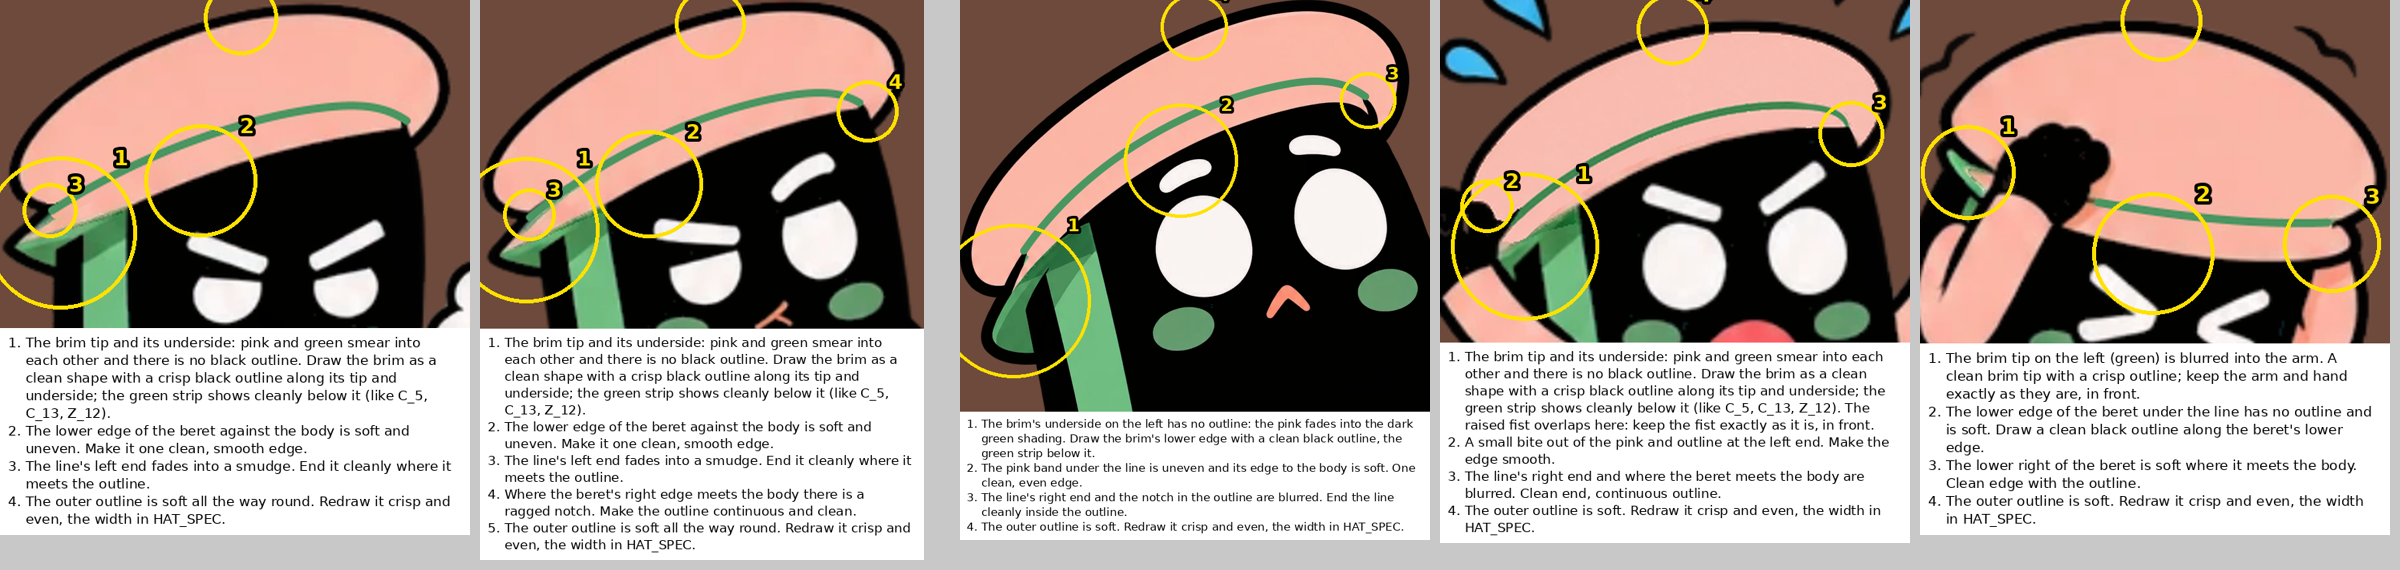 1
2
3
1. The brim tip and its underside: pink and green smear into
each other and there is no black outline. Draw the brim as a
clean shape with a crisp black outline along its tip and
underside; the green strip shows cleanly below it (like C_5,
C_13, Z_12).
2. The lower edge of the beret against the body is soft and
uneven. Make it one clean, smooth edge.
3. The line's left end fades into a smudge. End it cleanly where it
meets the outline.
4. The outer outline is soft all the way round. Redraw it crisp and
even, the width in HAT_SPEC.
1
2
3
4
1. The brim tip and its underside: pink and green smear into
each other and there is no black outline. Draw the brim as a
clean shape with a crisp black outline along its tip and
underside; the green strip shows cleanly below it (like C_5,
C_13, Z_12).
2. The lower edge of the beret against the body is soft and
uneven. Make it one clean, smooth edge.
3. The line's left end fades into a smudge. End it cleanly where it
meets the outline.
4. Where the beret's right edge meets the body there is a
ragged notch. Make the outline continuous and clean.
5. The outer outline is soft all the way round. Redraw it crisp and
even, the width in HAT_SPEC.
1
2
3
1. The brim's underside on the left has no outline: the pink fades into the dark
green shading. Draw the brim's lower edge with a clean black outline, the
green strip below it.
2. The pink band under the line is uneven and its edge to the body is soft. One
clean, even edge.
3. The line's right end and the notch in the outline are blurred. End the line
cleanly inside the outline.
4. The outer outline is soft. Redraw it crisp and even, the width in HAT_SPEC.
1
2
3
1. The brim tip and its underside: pink and green smear into each
other and there is no black outline. Draw the brim as a clean
shape with a crisp black outline along its tip and underside; the
green strip shows cleanly below it (like C_5, C_13, Z_12). The
raised fist overlaps here: keep the fist exactly as it is, in front.
2. A small bite out of the pink and outline at the left end. Make the
edge smooth.
3. The line's right end and where the beret meets the body are
blurred. Clean end, continuous outline.
4. The outer outline is soft. Redraw it crisp and even, the width in
HAT_SPEC.
1
2
3
1. The brim tip on the left (green) is blurred into the arm. A
clean brim tip with a crisp outline; keep the arm and hand
exactly as they are, in front.
2. The lower edge of the beret under the line has no outline and
is soft. Draw a clean black outline along the beret's lower
edge.
3. The lower right of the beret is soft where it meets the body.
Clean edge with the outline.
4. The outer outline is soft. Redraw it crisp and even, the width
in HAT_SPEC.